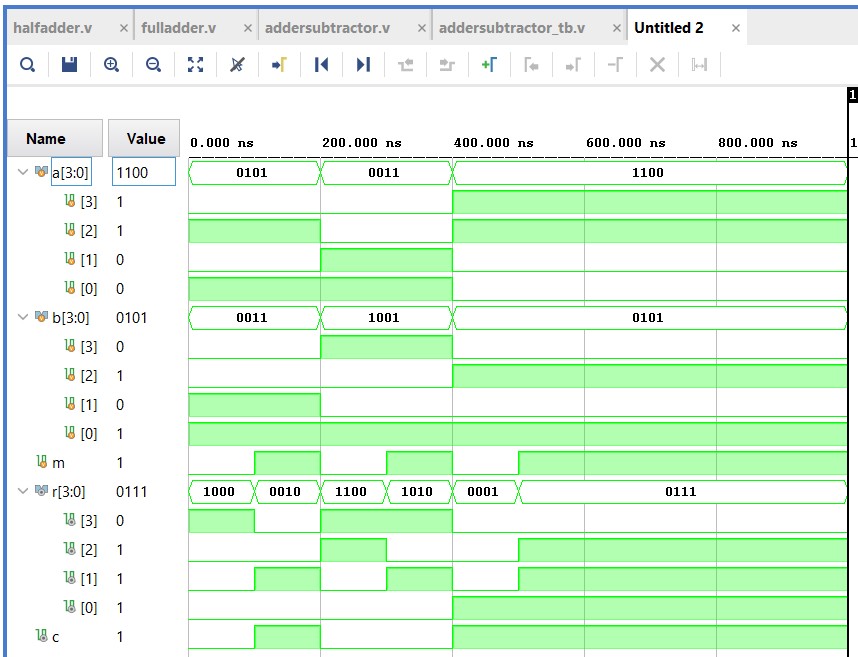 halfadder.v × fulladder.v × addersubtractor.v × addersubtractor_tb.v × Untitled 2 ×
1
Name Value 0.000 ns 200.000 ns 400.000 ns 600.000 ns 800.000 ns 1
a[3:0] 1100 0101 0011 1100
[3] 1
[2] 1
[1] 0
[0] 0
b[3:0] 0101 0011 1001 0101
[3] 0
[2] 1
[1] 0
[0] 1
m 1
r[3:0] 0111 1000 0010 1100 1010 0001 0111
[3] 0
[2] 1
[1] 1
[0] 1
c 1